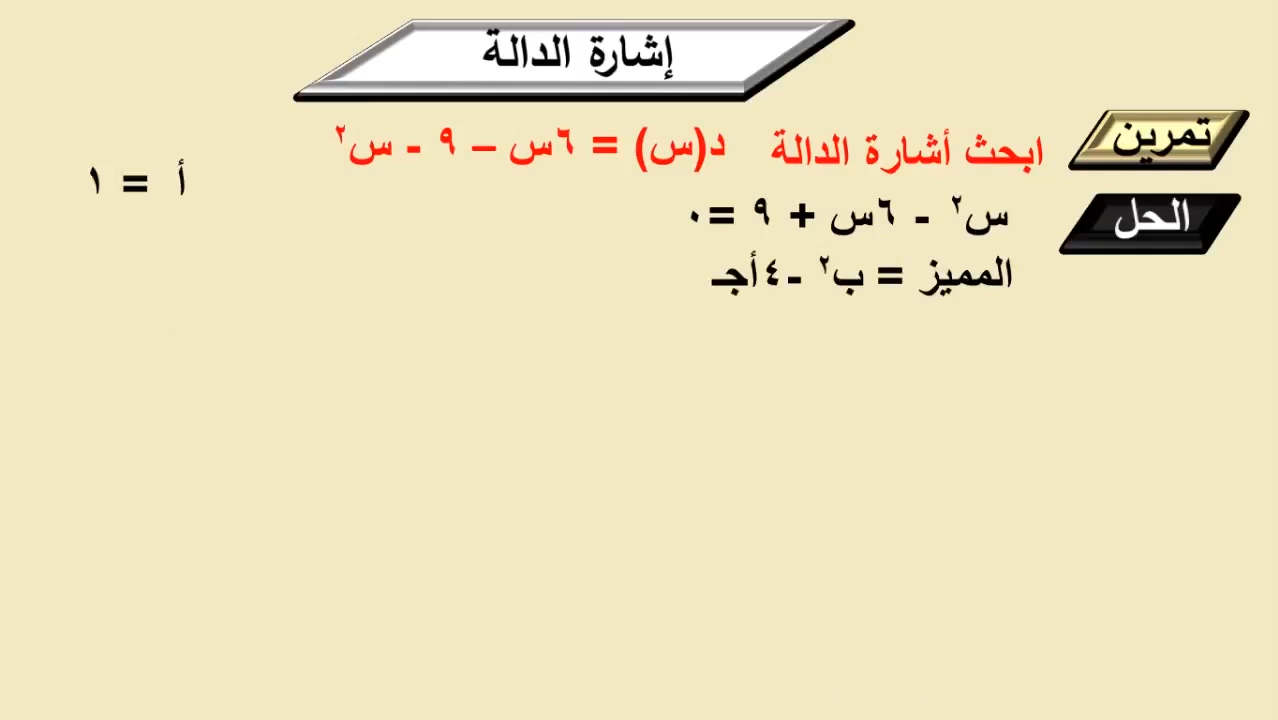 إشارة الدالة
تمرين
ابحث أشارة الدالة د(س) = ٦س – ٩ - س٢
أ = ١
الحل
س٢ - ٦س + ٩ =٠
المميز = ب٢ -٤أجـ